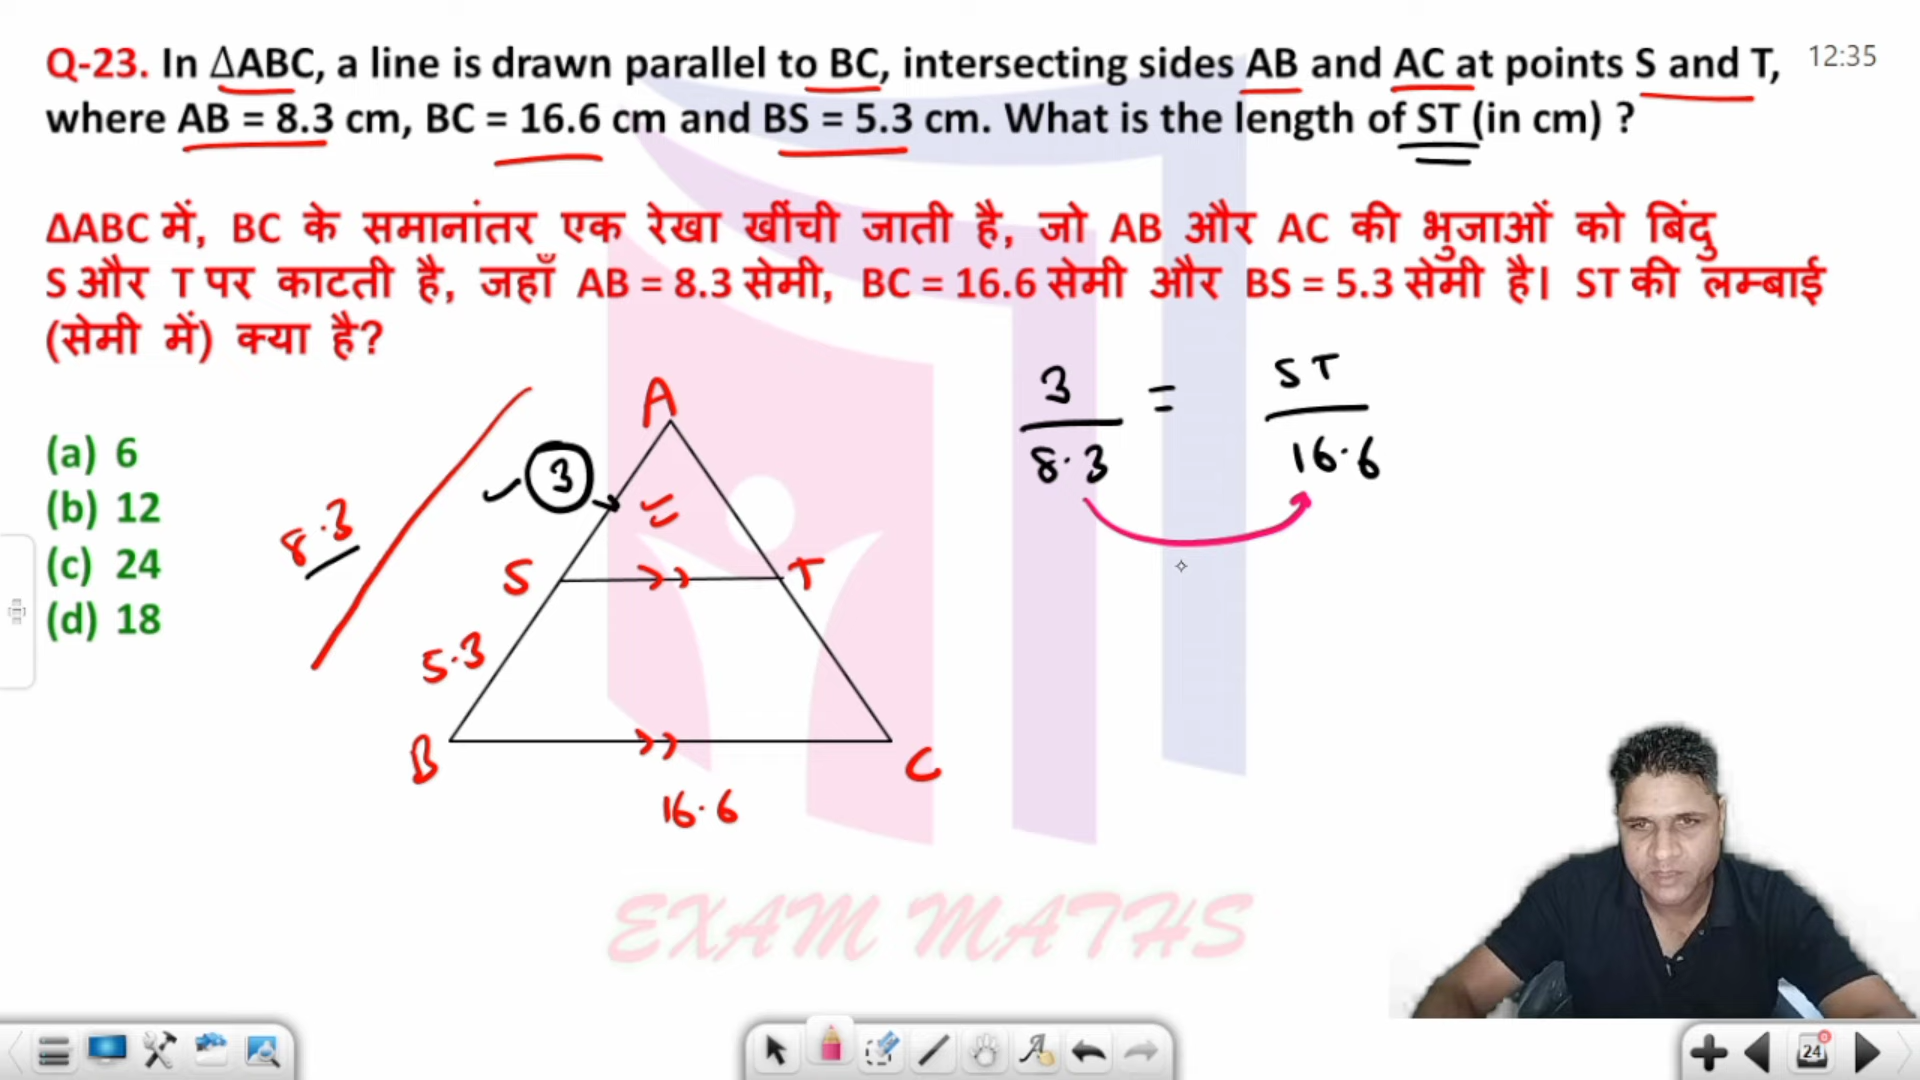 Q-23. In ΔABC, a line is drawn parallel to BC, intersecting sides AB and AC at points S and T,
12:35
where AB = 8.3 cm, BC = 16.6 cm and BS = 5.3 cm. What is the length of ST (in cm) ?
ΔABC में, BC के समानांतर एक रेखा खींची जाती है, जो AB और AC की भुजाओं को बिंदु
S और T पर काटती है, जहाँ AB = 8.3 सेमी, BC = 16.6 सेमी और BS = 5.3 सेमी है। ST की लम्बाई
(सेमी में) क्या है?
(a) 6
(b) 12
(c) 24
(d) 18
8.3
A
3
S
T
5.3
B
C
16.6
3 = ST
8.3 16.6
EXAM MATHS
24
0